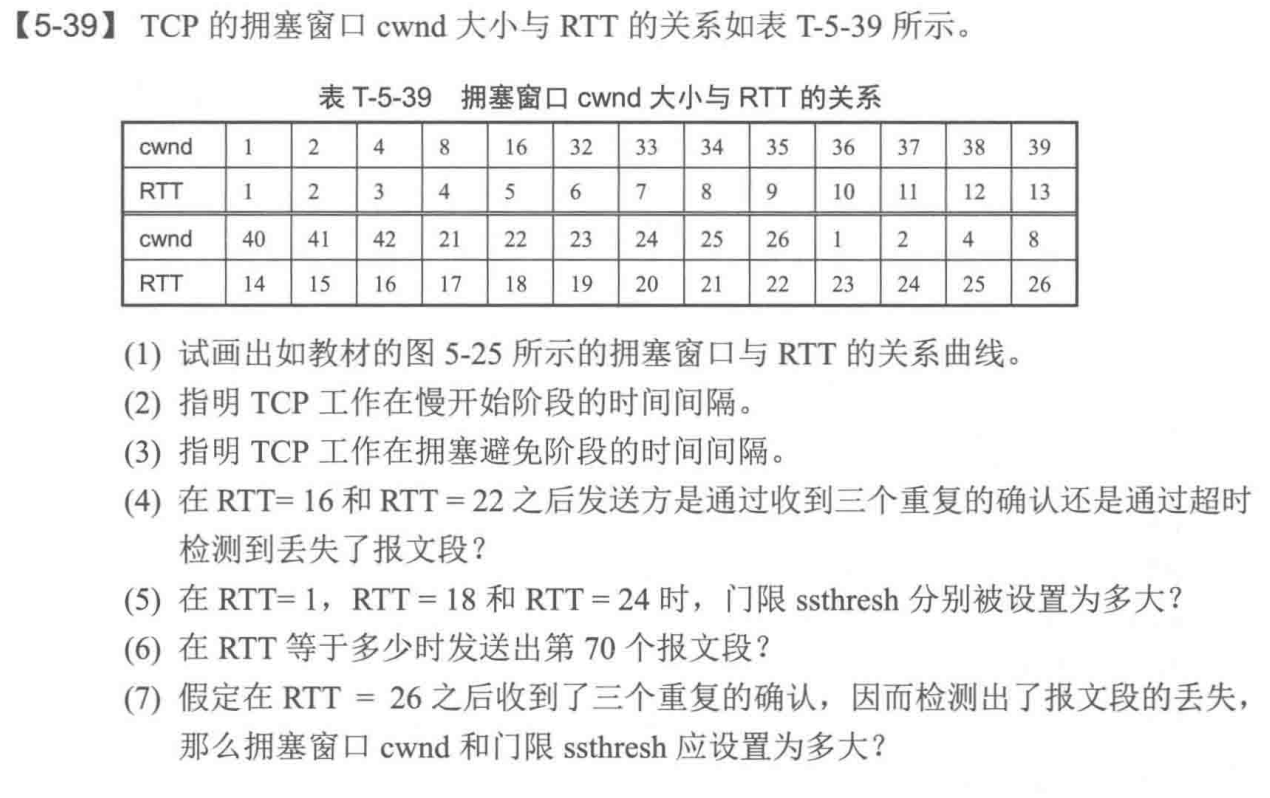 【5-39】 TCP 的拥塞窗口 cwnd 大小与 RTT 的关系如表 T-5-39 所示。
表 T-5-39 拥塞窗口 cwnd 大小与 RTT 的关系
cwnd 1 2 4 8 16 32 33 34 35 36 37 38 39
RTT 1 2 3 4 5 6 7 8 9 10 11 12 13
cwnd 40 41 42 21 22 23 24 25 26 1 2 4 8
RTT 14 15 16 17 18 19 20 21 22 23 24 25 26
(1) 试画出如教材的图 5-25 所示的拥塞窗口与 RTT 的关系曲线。
(2) 指明 TCP 工作在慢开始阶段的时间间隔。
(3) 指明 TCP 工作在拥塞避免阶段的时间间隔。
(4) 在 RTT= 16 和 RTT = 22 之后发送方是通过收到三个重复的确认还是通过超时
检测到丢失了报文段？
(5) 在 RTT= 1，RTT = 18 和 RTT = 24 时，门限 ssthresh 分别被设置为多大？
(6) 在 RTT 等于多少时发送出第 70 个报文段？
(7) 假定在 RTT = 26 之后收到了三个重复的确认，因而检测出了报文段的丢失，
那么拥塞窗口 cwnd 和门限 ssthresh 应设置为多大？